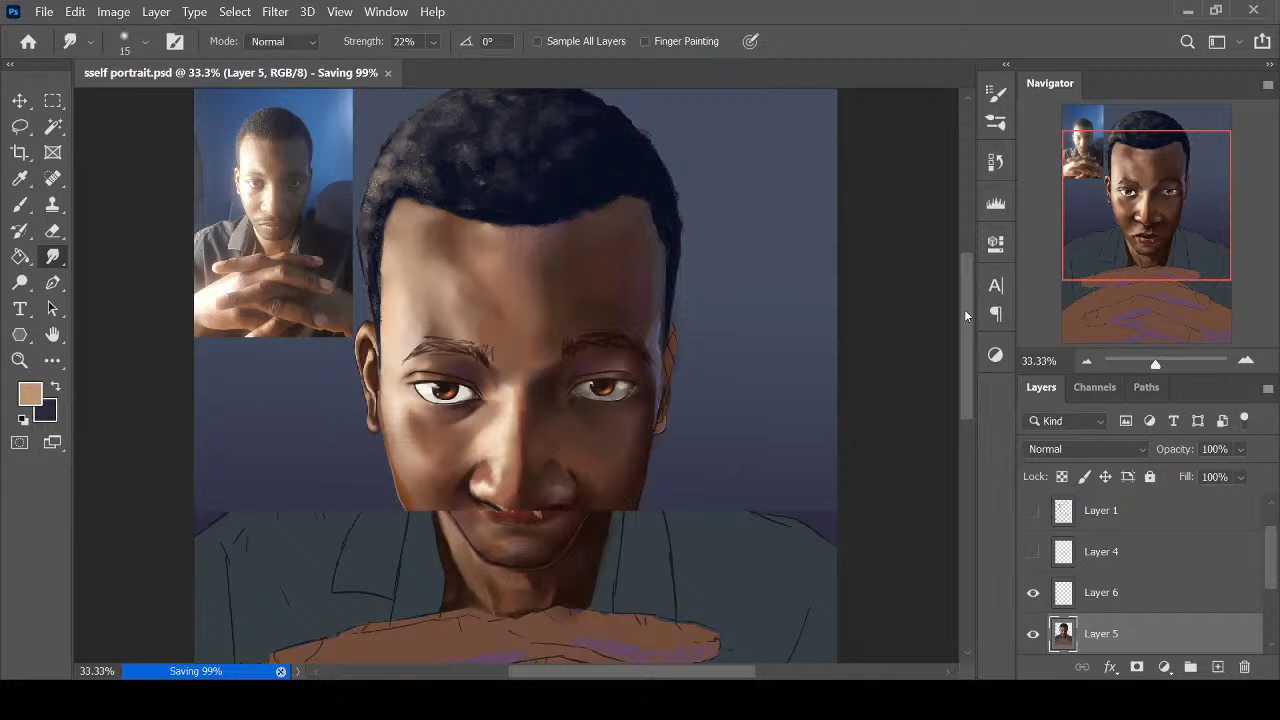 Ps File Edit Image Layer Type Select Filter 3D View Window Help
15 Mode: Normal Strength: 22% 0° Sample All Layers Finger Painting
sself portrait.psd @ 33.3% (Layer 5, RGB/8) - Saving 99% ×
Navigator
33.33%
Layers Channels Paths
Kind
Normal Opacity: 100%
Lock: Fill: 100%
Layer 1
Layer 4
Layer 6
Layer 5
33.33% Saving 99%
fx